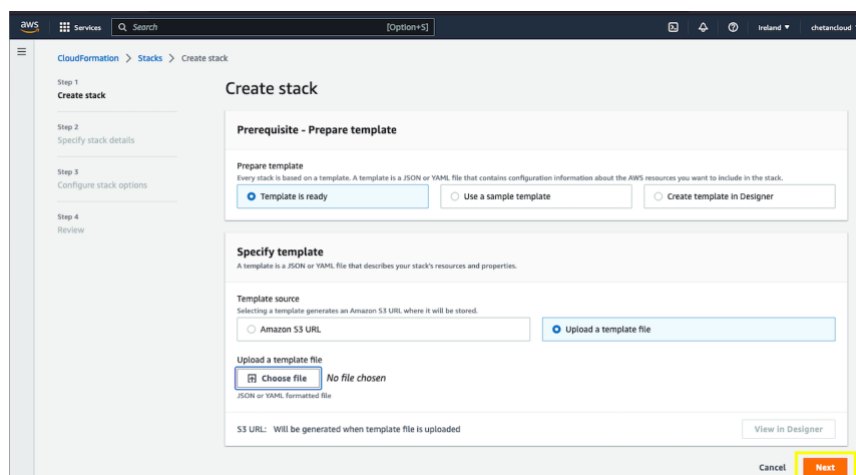 aws
Services
Search
[Option+S]
Ireland
chetancloud
CloudFormation > Stacks > Create stack
Step 1
Create stack
Step 2
Specify stack details
Step 3
Configure stack options
Step 4
Review
Create stack
Prerequisite - Prepare template
Prepare template
Every stack is based on a template. A template is a JSON or YAML file that contains configuration information about the AWS resources you want to include in the stack.
Template is ready
Use a sample template
Create template in Designer
Specify template
A template is a JSON or YAML file that describes your stack's resources and properties.
Template source
Selecting a template generates an Amazon S3 URL where it will be stored.
Amazon S3 URL
Upload a template file
Upload a template file
Choose file
No file chosen
JSON or YAML formatted file
S3 URL: Will be generated when template file is uploaded
View in Designer
Cancel
Next